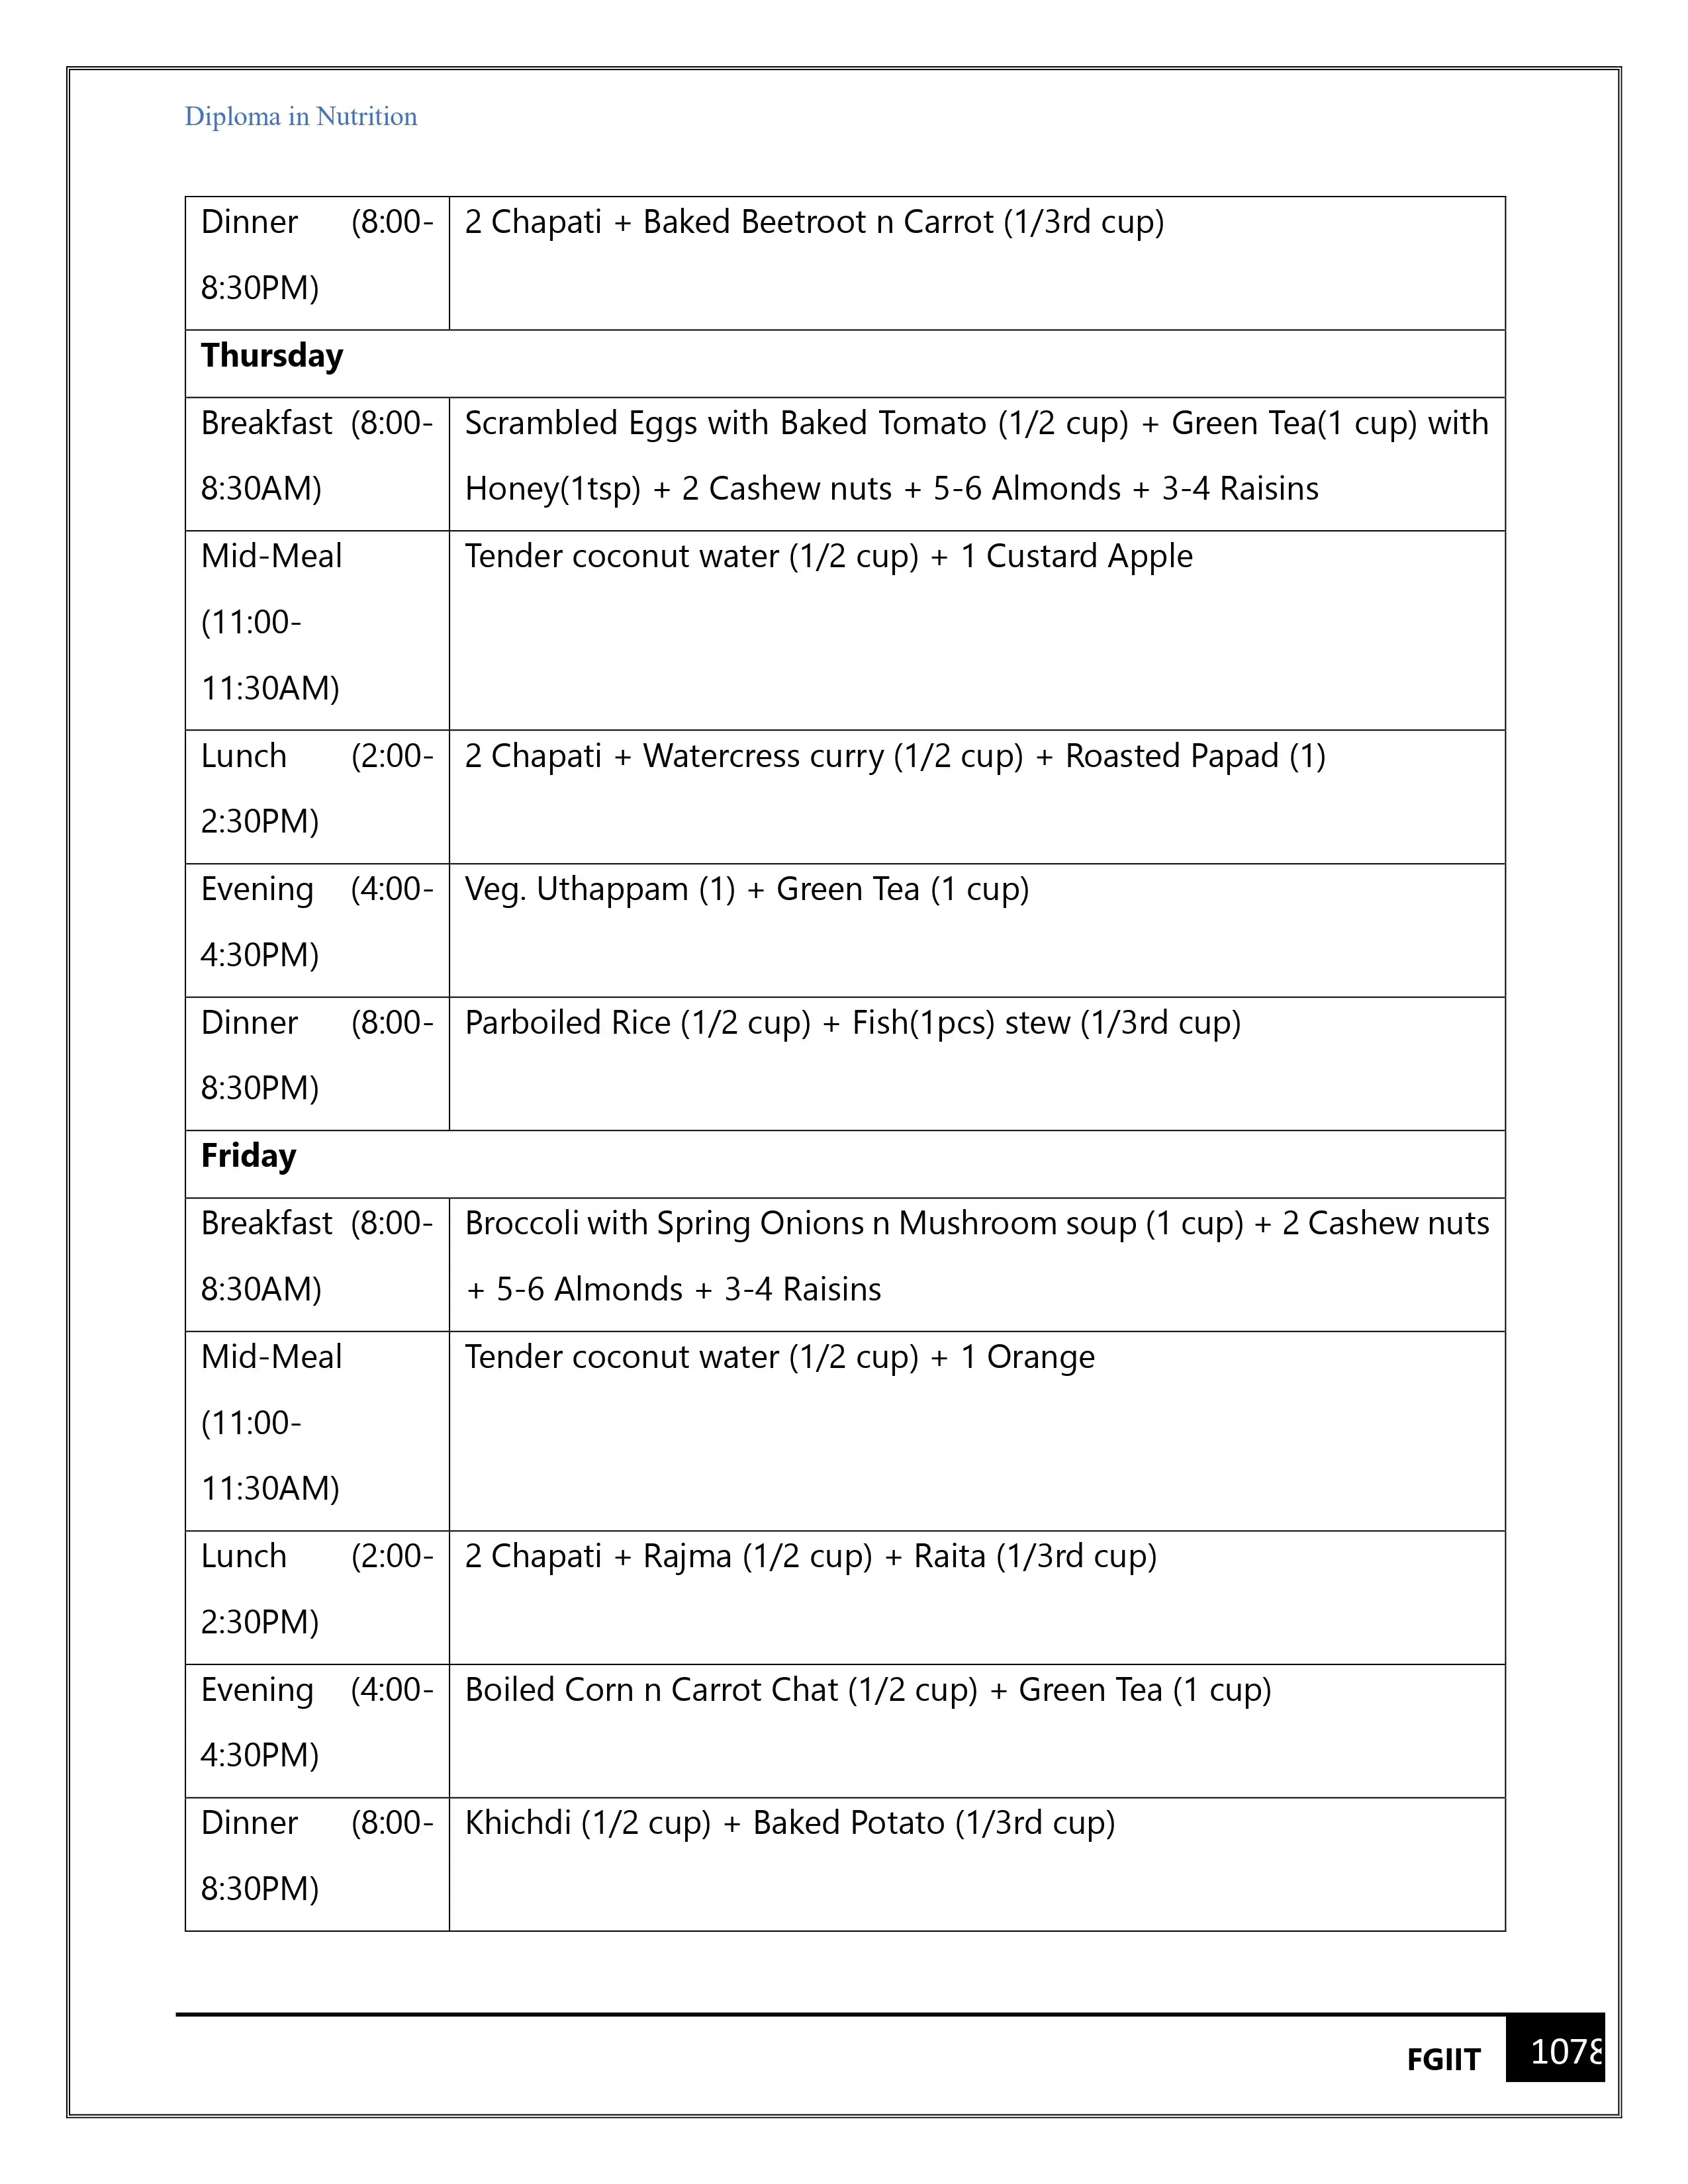 Diploma in Nutrition
Dinner (8:00-
8:30PM)
2 Chapati + Baked Beetroot n Carrot (1/3rd cup)
Thursday
Breakfast (8:00-
8:30AM)
Scrambled Eggs with Baked Tomato (1/2 cup) + Green Tea(1 cup) with
Honey(1tsp) + 2 Cashew nuts + 5-6 Almonds + 3-4 Raisins
Mid-Meal
(11:00-
11:30AM)
Tender coconut water (1/2 cup) + 1 Custard Apple
Lunch (2:00-
2:30PM)
2 Chapati + Watercress curry (1/2 cup) + Roasted Papad (1)
Evening (4:00-
4:30PM)
Veg. Uthappam (1) + Green Tea (1 cup)
Dinner (8:00-
8:30PM)
Parboiled Rice (1/2 cup) + Fish(1pcs) stew (1/3rd cup)
Friday
Breakfast (8:00-
8:30AM)
Broccoli with Spring Onions n Mushroom soup (1 cup) + 2 Cashew nuts
+ 5-6 Almonds + 3-4 Raisins
Mid-Meal
(11:00-
11:30AM)
Tender coconut water (1/2 cup) + 1 Orange
Lunch (2:00-
2:30PM)
2 Chapati + Rajma (1/2 cup) + Raita (1/3rd cup)
Evening (4:00-
4:30PM)
Boiled Corn n Carrot Chat (1/2 cup) + Green Tea (1 cup)
Dinner (8:00-
8:30PM)
Khichdi (1/2 cup) + Baked Potato (1/3rd cup)
FGIIT 1078